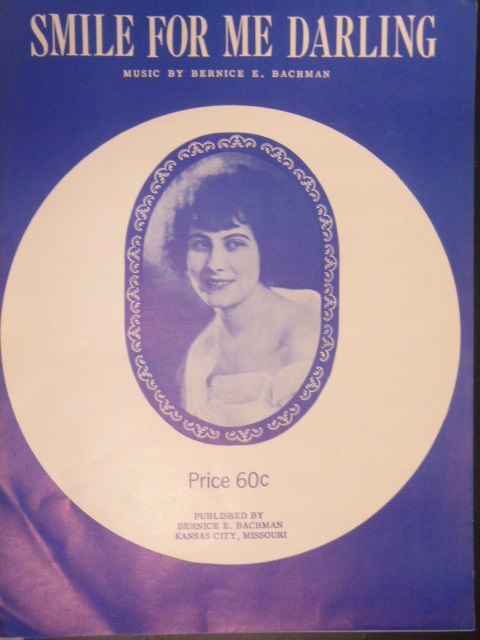 SMILE FOR ME DARLING
MUSIC BY BERNICE E. BACHMAN
Price 60c
PUBLISHED BY
BERNICE E. BACHMAN
KANSAS CITY, MISSOURI